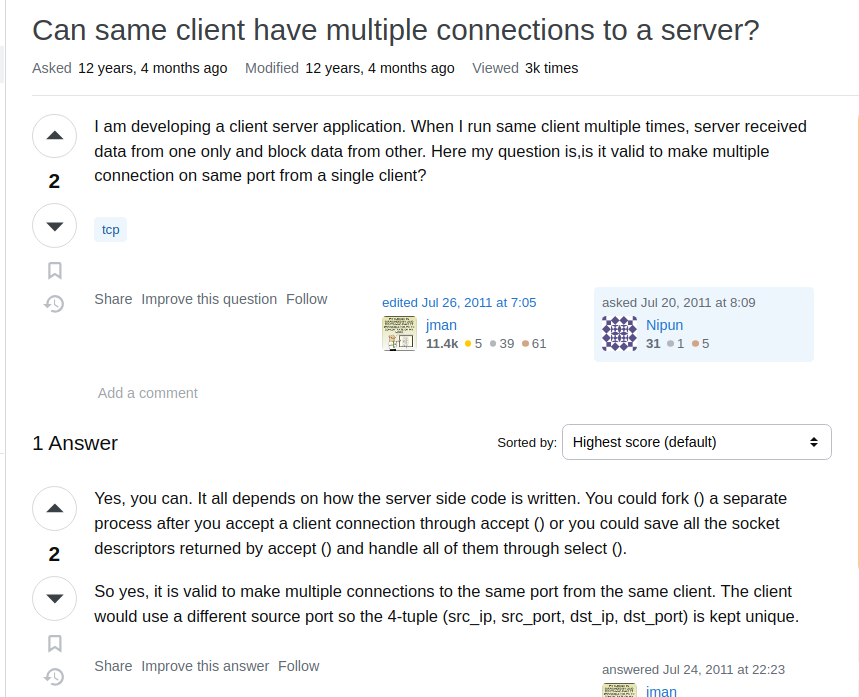 Can same client have multiple connections to a server?
Asked 12 years, 4 months ago Modified 12 years, 4 months ago Viewed 3k times
I am developing a client server application. When I run same client multiple times, server received
data from one only and block data from other. Here my question is,is it valid to make multiple
connection on same port from a single client?
2
tcp
Share Improve this question Follow
edited Jul 26, 2011 at 7:05
jman
11.4k 5 39 61
asked Jul 20, 2011 at 8:09
Nipun
31 1 5
Add a comment
1 Answer
Sorted by: Highest score (default)
Yes, you can. It all depends on how the server side code is written. You could fork () a separate
process after you accept a client connection through accept () or you could save all the socket
descriptors returned by accept () and handle all of them through select ().
2
So yes, it is valid to make multiple connections to the same port from the same client. The client
would use a different source port so the 4-tuple (src_ip, src_port, dst_ip, dst_port) is kept unique.
Share Improve this answer Follow
answered Jul 24, 2011 at 22:23
jman